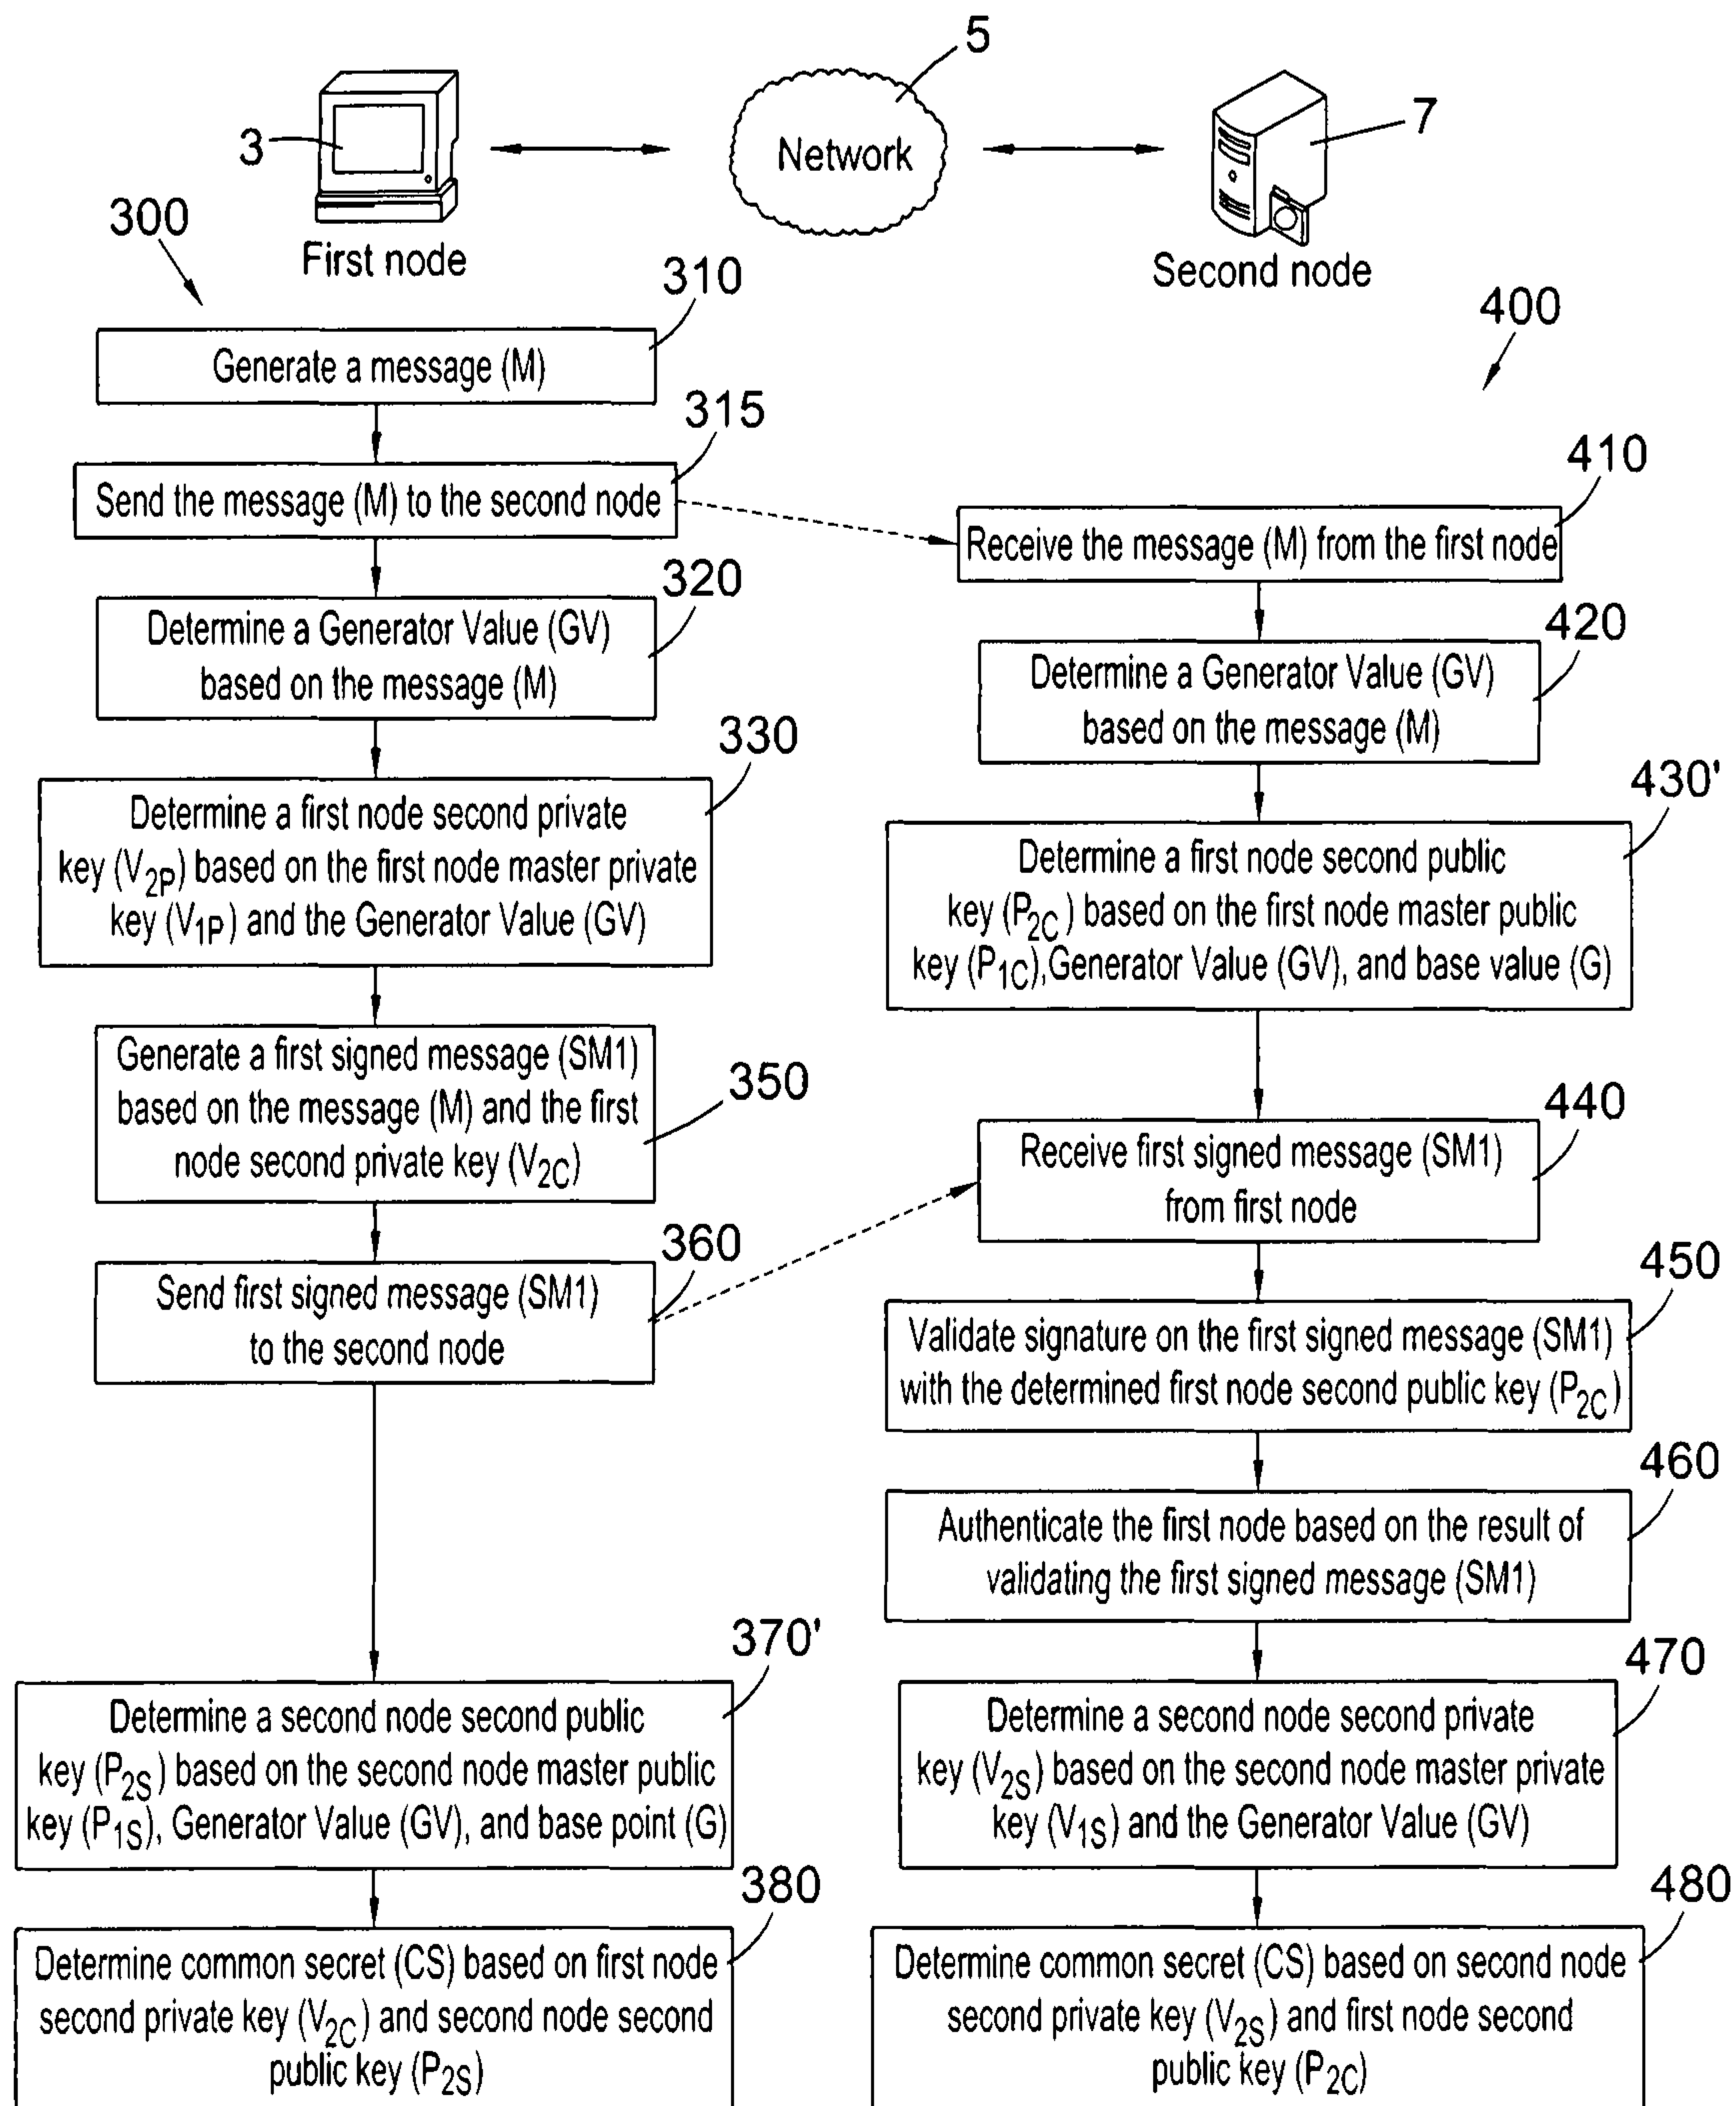 5
Network
3
7
First node
Second node
300
310
Generate a message (M)
315
Send the message (M) to the second node
320
Determine a Generator Value (GV)
based on the message (M)
330
Determine a first node second private
key (V2P) based on the first node master private
key (V1P) and the Generator Value (GV)
Generate a first signed message (SM1)
based on the message (M) and the first
node second private key (V2C)
350
360
Send first signed message (SM1)
to the second node
370'
Determine a second node second public
key (P2S) based on the second node master public
key (P1S), Generator Value (GV), and base point (G)
380
Determine common secret (CS) based on first node
second private key (V2C) and second node second
public key (P2S)
400
410
Receive the message (M) from the first node
420
Determine a Generator Value (GV)
based on the message (M)
430'
Determine a first node second public
key (P2C) based on the first node master public
key (P1C),Generator Value (GV), and base value (G)
440
Receive first signed message (SM1)
from first node
450
Validate signature on the first signed message (SM1)
with the determined first node second public key (P2C)
460
Authenticate the first node based on the result of
validating the first signed message (SM1)
470
Determine a second node second private
key (V2S) based on the second node master private
key (V1S) and the Generator Value (GV)
480
Determine common secret (CS) based on second node
second private key (V2S) and first node second
public key (P2C)